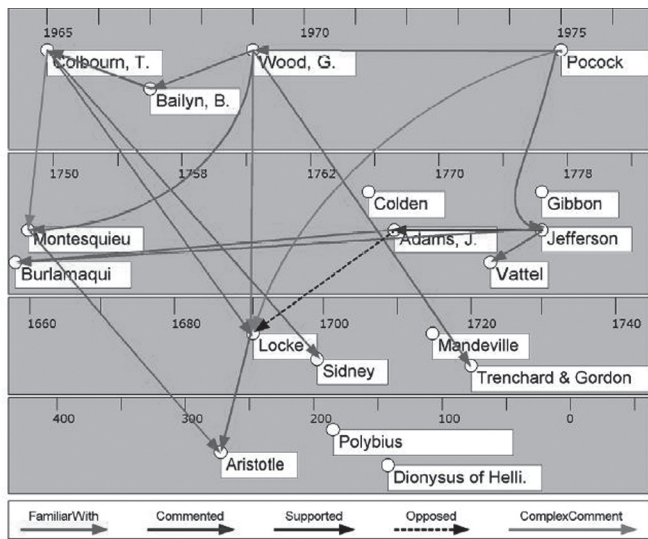 1965 1970 1975
Colbourn, T. Wood, G. Pocock
Bailyn, B.
1750 1758 1762 1770 1778
Colden Gibbon
Montesquieu Adams, J. Jefferson
Burlamaqui Vattel
1660 1680 1700 1720 1740
Locke Mandeville
Sidney Trenchard & Gordon
400 300 200 100 0
Polybius
Aristotle
Dionysus of Helli.
FamiliarWith Commented Supported Opposed ComplexComment